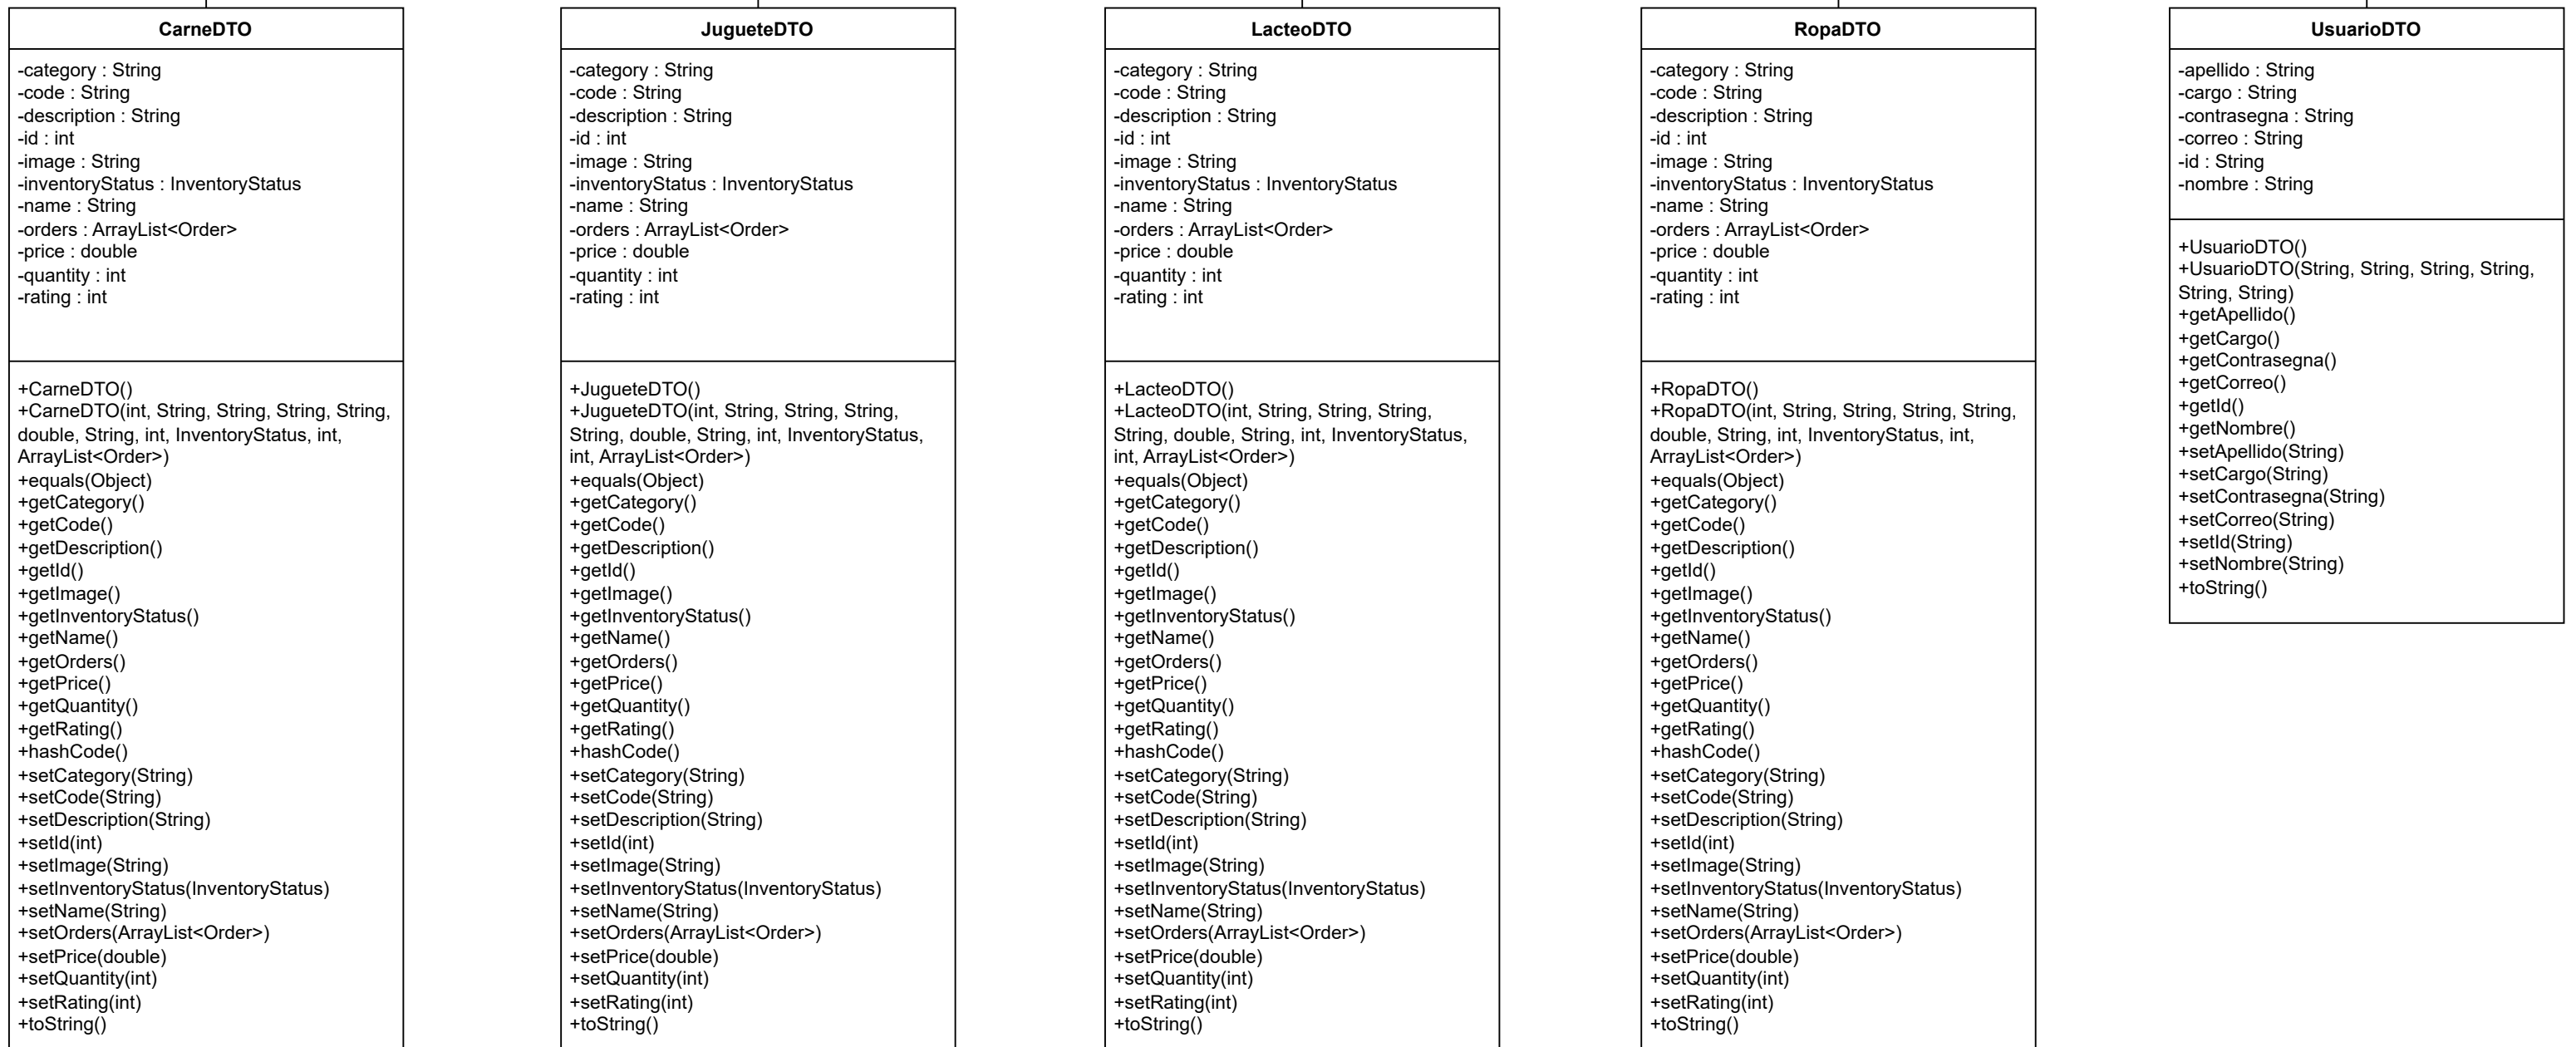 CarneDTO
-category : String
-code : String
-description : String
-id : int
-image : String
-inventoryStatus : InventoryStatus
-name : String
-orders : ArrayList<Order>
-price : double
-quantity : int
-rating : int
+CarneDTO()
+CarneDTO(int, String, String, String, String,
double, String, int, InventoryStatus, int,
ArrayList<Order>)
+equals(Object)
+getCategory()
+getCode()
+getDescription()
+getId()
+getImage()
+getInventoryStatus()
+getName()
+getOrders()
+getPrice()
+getQuantity()
+getRating()
+hashCode()
+setCategory(String)
+setCode(String)
+setDescription(String)
+setId(int)
+setImage(String)
+setInventoryStatus(InventoryStatus)
+setName(String)
+setOrders(ArrayList<Order>)
+setPrice(double)
+setQuantity(int)
+setRating(int)
+toString()
JugueteDTO
-category : String
-code : String
-description : String
-id : int
-image : String
-inventoryStatus : InventoryStatus
-name : String
-orders : ArrayList<Order>
-price : double
-quantity : int
-rating : int
+JugueteDTO()
+JugueteDTO(int, String, String, String,
String, double, String, int, InventoryStatus,
int, ArrayList<Order>)
+equals(Object)
+getCategory()
+getCode()
+getDescription()
+getId()
+getImage()
+getInventoryStatus()
+getName()
+getOrders()
+getPrice()
+getQuantity()
+getRating()
+hashCode()
+setCategory(String)
+setCode(String)
+setDescription(String)
+setId(int)
+setImage(String)
+setInventoryStatus(InventoryStatus)
+setName(String)
+setOrders(ArrayList<Order>)
+setPrice(double)
+setQuantity(int)
+setRating(int)
+toString()
LacteoDTO
-category : String
-code : String
-description : String
-id : int
-image : String
-inventoryStatus : InventoryStatus
-name : String
-orders : ArrayList<Order>
-price : double
-quantity : int
-rating : int
+LacteoDTO()
+LacteoDTO(int, String, String, String,
String, double, String, int, InventoryStatus,
int, ArrayList<Order>)
+equals(Object)
+getCategory()
+getCode()
+getDescription()
+getId()
+getImage()
+getInventoryStatus()
+getName()
+getOrders()
+getPrice()
+getQuantity()
+getRating()
+hashCode()
+setCategory(String)
+setCode(String)
+setDescription(String)
+setId(int)
+setImage(String)
+setInventoryStatus(InventoryStatus)
+setName(String)
+setOrders(ArrayList<Order>)
+setPrice(double)
+setQuantity(int)
+setRating(int)
+toString()
RopaDTO
-category : String
-code : String
-description : String
-id : int
-image : String
-inventoryStatus : InventoryStatus
-name : String
-orders : ArrayList<Order>
-price : double
-quantity : int
-rating : int
+RopaDTO()
+RopaDTO(int, String, String, String, String,
double, String, int, InventoryStatus, int,
ArrayList<Order>)
+equals(Object)
+getCategory()
+getCode()
+getDescription()
+getId()
+getImage()
+getInventoryStatus()
+getName()
+getOrders()
+getPrice()
+getQuantity()
+getRating()
+hashCode()
+setCategory(String)
+setCode(String)
+setDescription(String)
+setId(int)
+setImage(String)
+setInventoryStatus(InventoryStatus)
+setName(String)
+setOrders(ArrayList<Order>)
+setPrice(double)
+setQuantity(int)
+setRating(int)
+toString()
UsuarioDTO
-apellido : String
-cargo : String
-contrasegna : String
-correo : String
-id : String
-nombre : String
+UsuarioDTO()
+UsuarioDTO(String, String, String, String,
String, String)
+getApellido()
+getCargo()
+getContrasegna()
+getCorreo()
+getId()
+getNombre()
+setApellido(String)
+setCargo(String)
+setContrasegna(String)
+setCorreo(String)
+setId(String)
+setNombre(String)
+toString()